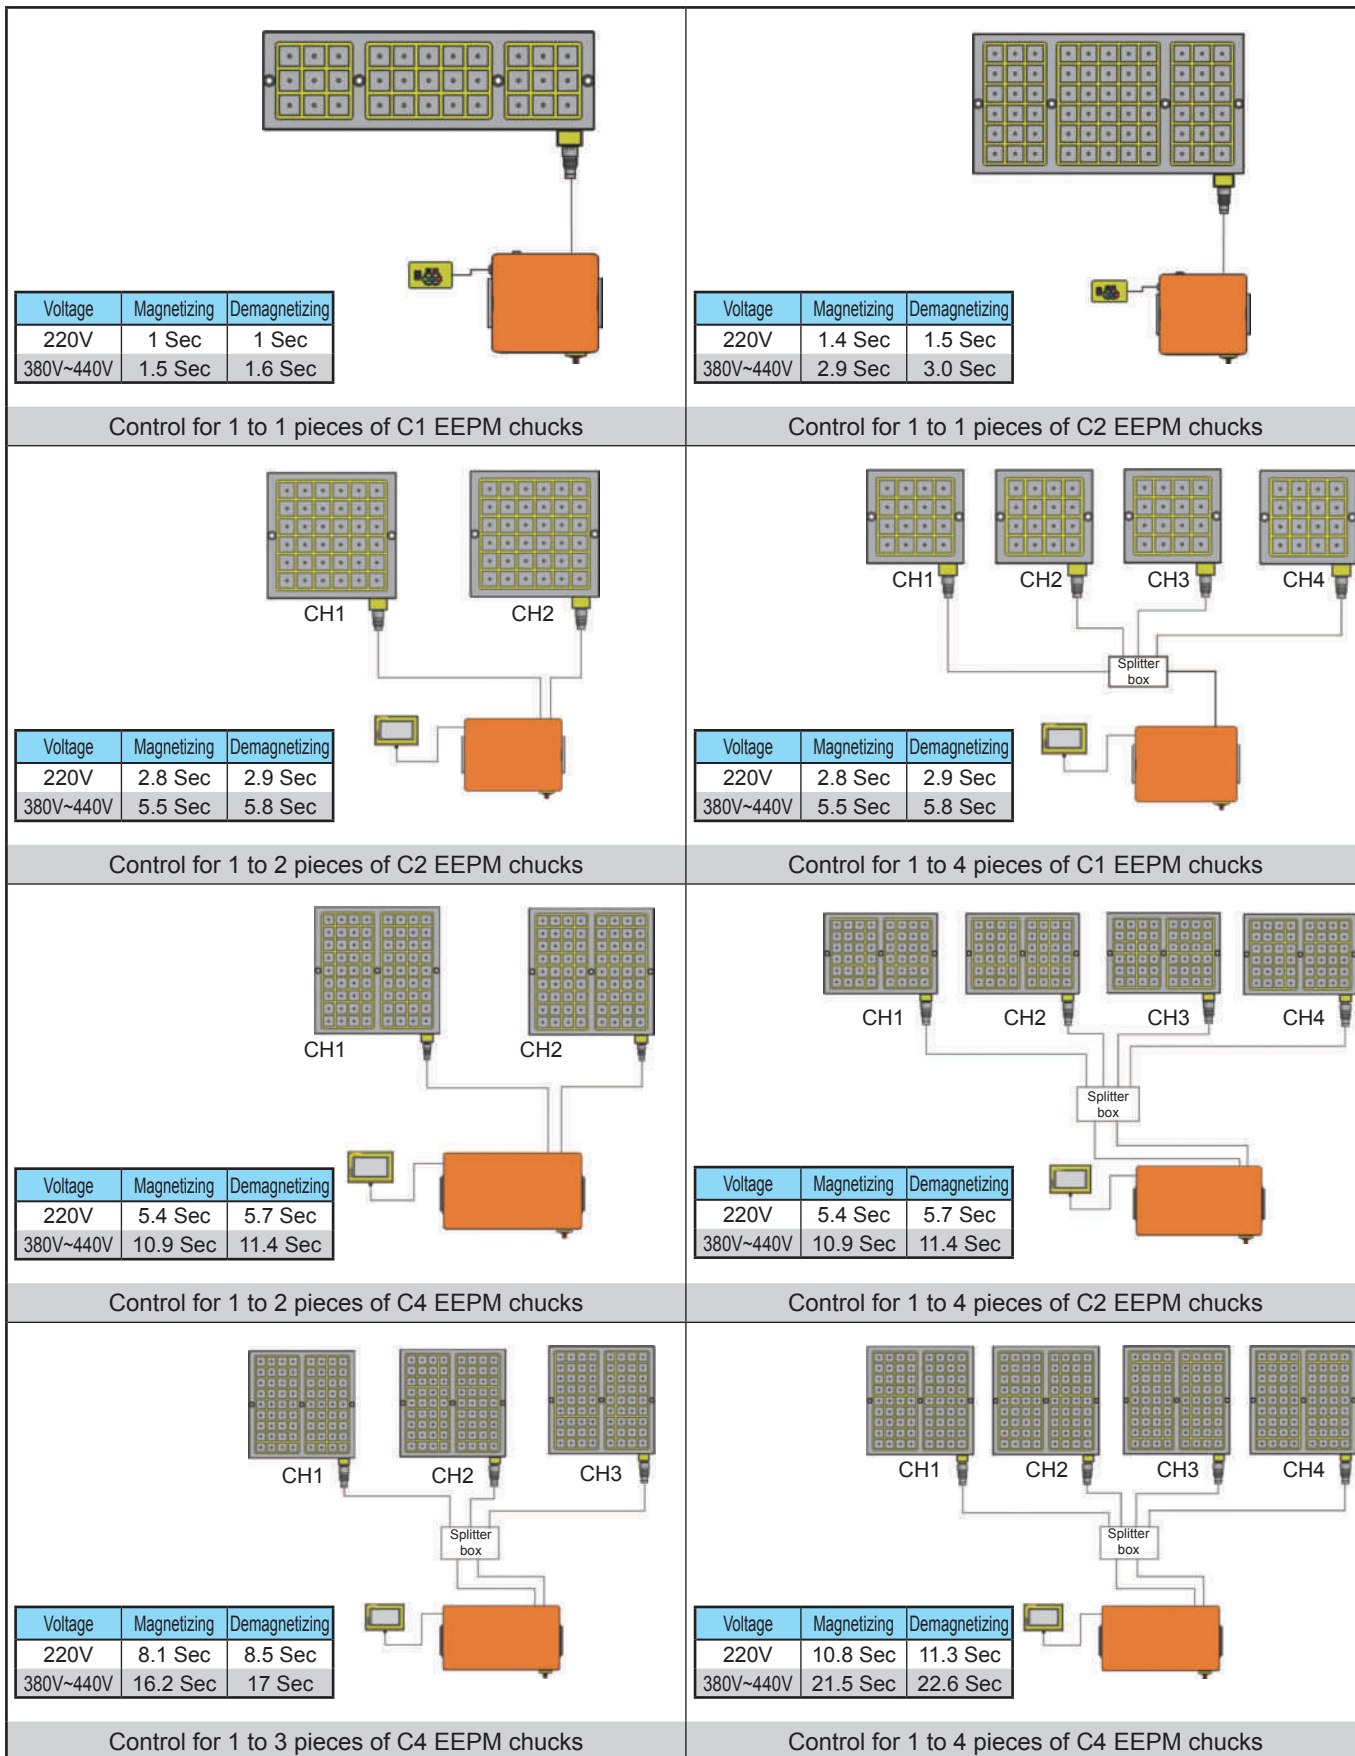 Voltage Magnetizing Demagnetizing
220V 1 Sec 1 Sec
380V~440V 1.5 Sec 1.6 Sec
Control for 1 to 1 pieces of C1 EEPM chucks
Voltage Magnetizing Demagnetizing
220V 1.4 Sec 1.5 Sec
380V~440V 2.9 Sec 3.0 Sec
Control for 1 to 1 pieces of C2 EEPM chucks
CH1 CH2
Voltage Magnetizing Demagnetizing
220V 2.8 Sec 2.9 Sec
380V~440V 5.5 Sec 5.8 Sec
Control for 1 to 2 pieces of C2 EEPM chucks
CH1 CH2 CH3 CH4
Splitter
box
Voltage Magnetizing Demagnetizing
220V 2.8 Sec 2.9 Sec
380V~440V 5.5 Sec 5.8 Sec
Control for 1 to 4 pieces of C1 EEPM chucks
CH1 CH2
Voltage Magnetizing Demagnetizing
220V 5.4 Sec 5.7 Sec
380V~440V 10.9 Sec 11.4 Sec
Control for 1 to 2 pieces of C4 EEPM chucks
CH1 CH2 CH3 CH4
Splitter
box
Voltage Magnetizing Demagnetizing
220V 5.4 Sec 5.7 Sec
380V~440V 10.9 Sec 11.4 Sec
Control for 1 to 4 pieces of C2 EEPM chucks
CH1 CH2 CH3
Splitter
box
Voltage Magnetizing Demagnetizing
220V 8.1 Sec 8.5 Sec
380V~440V 16.2 Sec 17 Sec
Control for 1 to 3 pieces of C4 EEPM chucks
CH1 CH2 CH3 CH4
Splitter
box
Voltage Magnetizing Demagnetizing
220V 10.8 Sec 11.3 Sec
380V~440V 21.5 Sec 22.6 Sec
Control for 1 to 4 pieces of C4 EEPM chucks